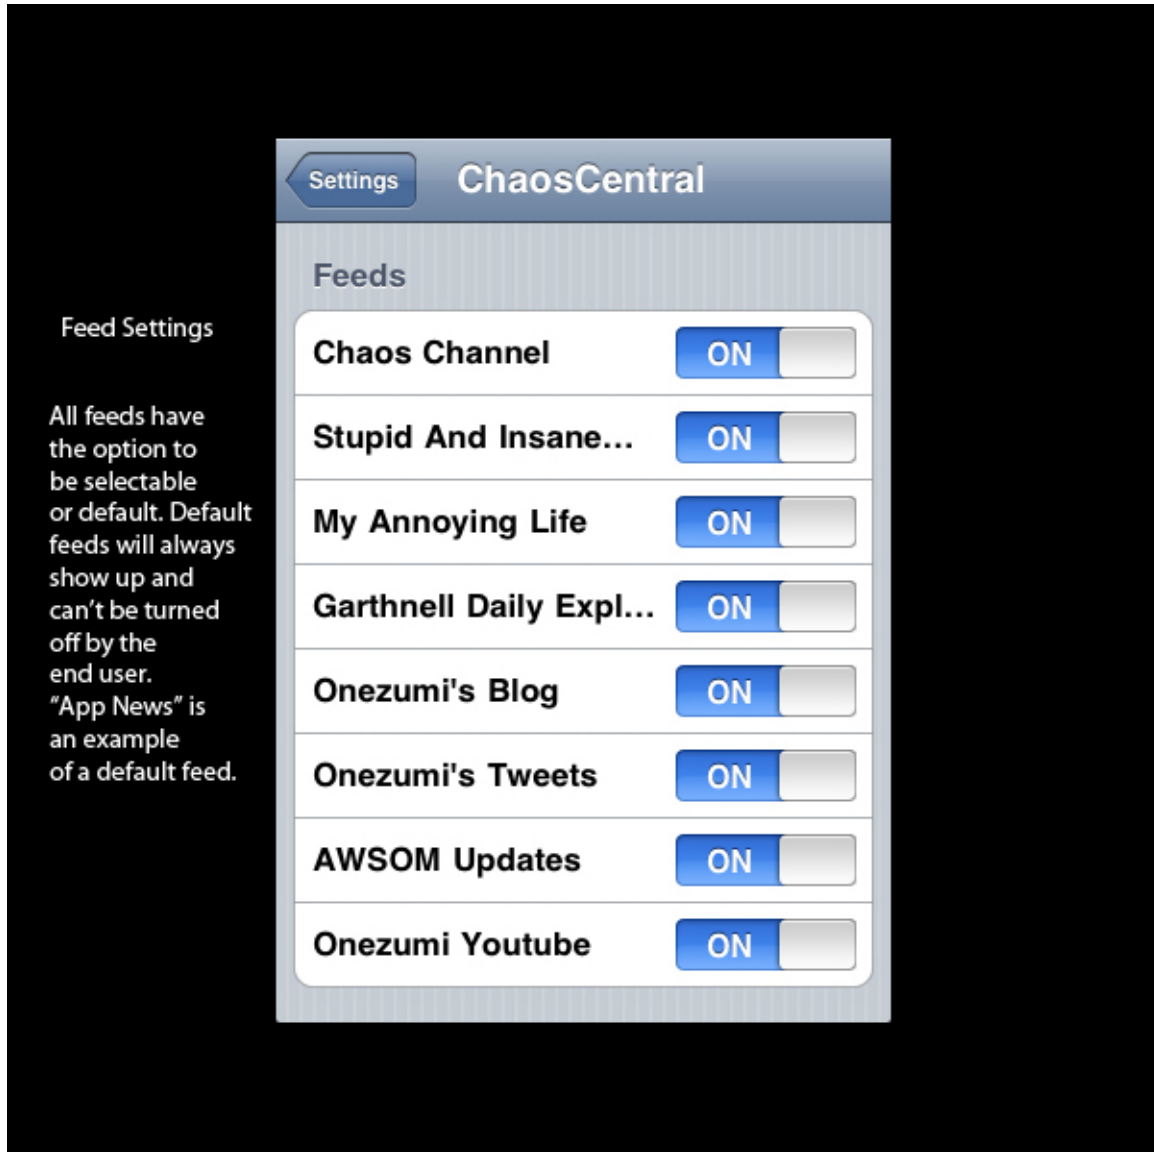 Settings
ChaosCentral
Feeds
Feed Settings
All feeds have
the option to
be selectable
or default. Default
feeds will always
show up and
can't be turned
off by the
end user.
“App News” is
an example
of a default feed.
Chaos Channel ON
Stupid And Insane... ON
My Annoying Life ON
Garthnell Daily Expl... ON
Onezumi's Blog ON
Onezumi's Tweets ON
AWSOM Updates ON
Onezumi Youtube ON